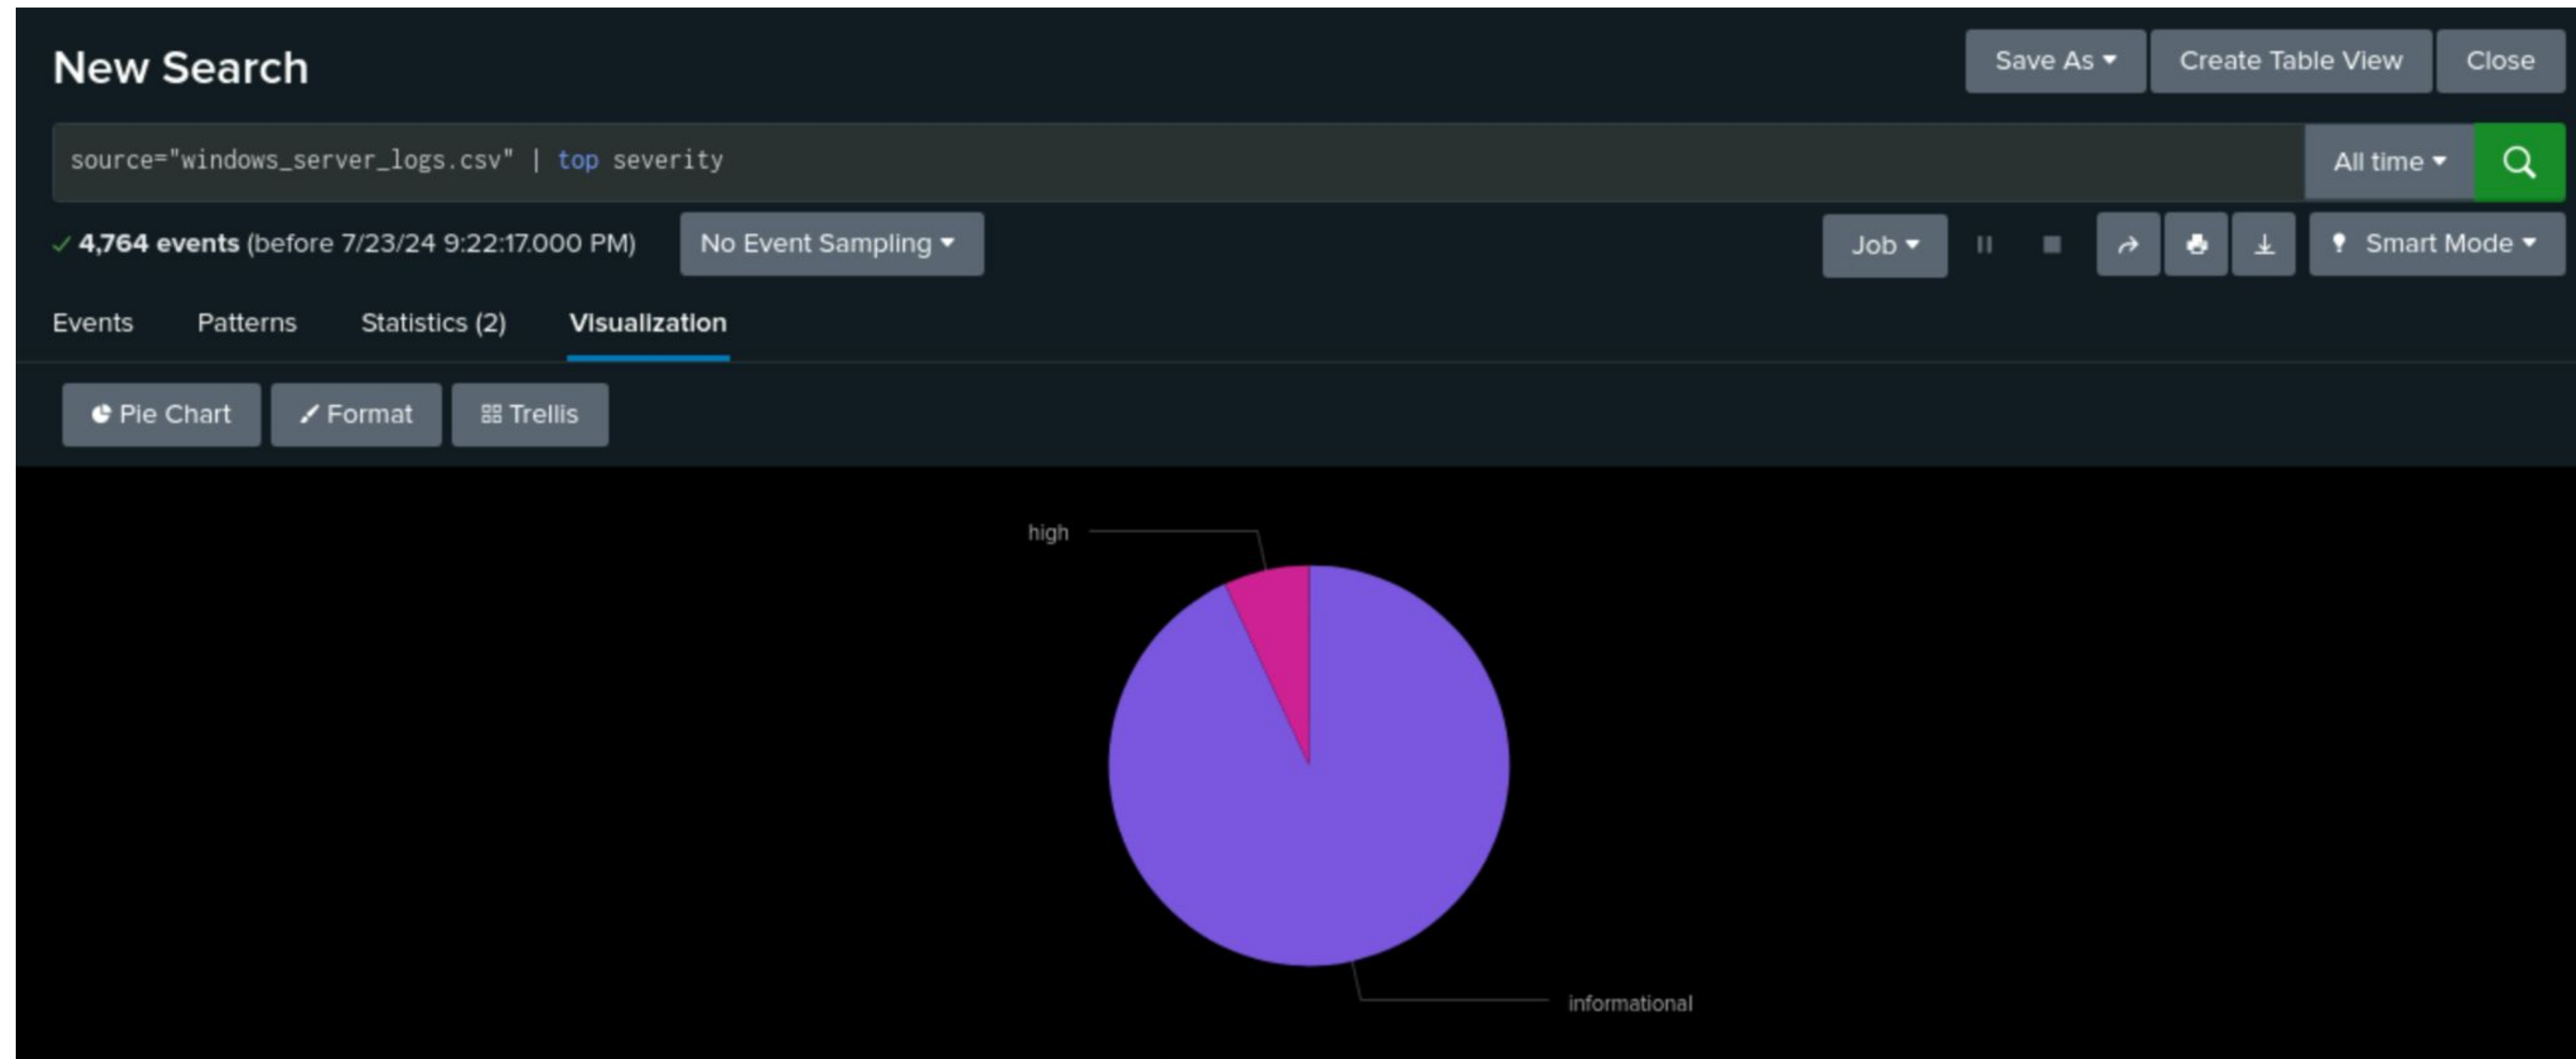 New Search
Save As Create Table View Close
source="windows_server_logs.csv" | top severity
All time
4,764 events (before 7/23/24 9:22:17.000 PM)
No Event Sampling
Job
Smart Mode
Events Patterns Statistics (2) Visualization
Pie Chart Format Trellis
high
informational